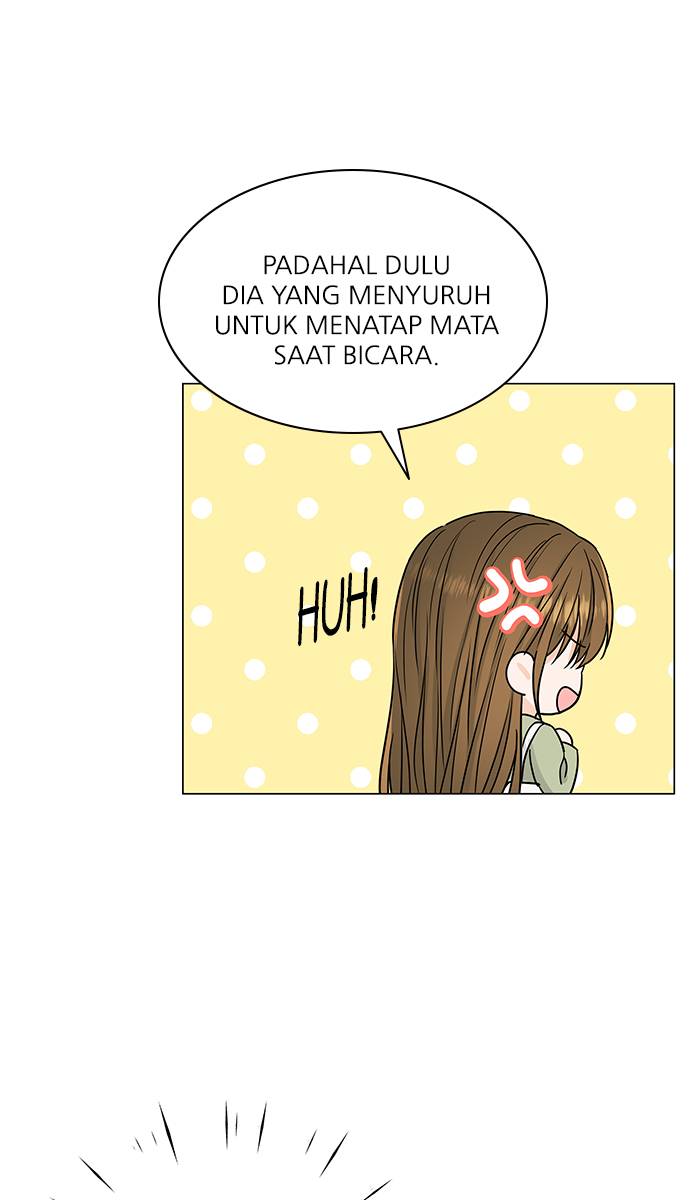 PADAHAL DULU
DIA YANG MENYURUH
UNTUK MENATAP MATA
SAAT BICARA.
HUH!